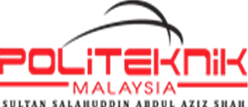 POLITEKNIK
MALAYSIA
SULTAN SALAHUDDIN ABDUL AZIZ SHAH